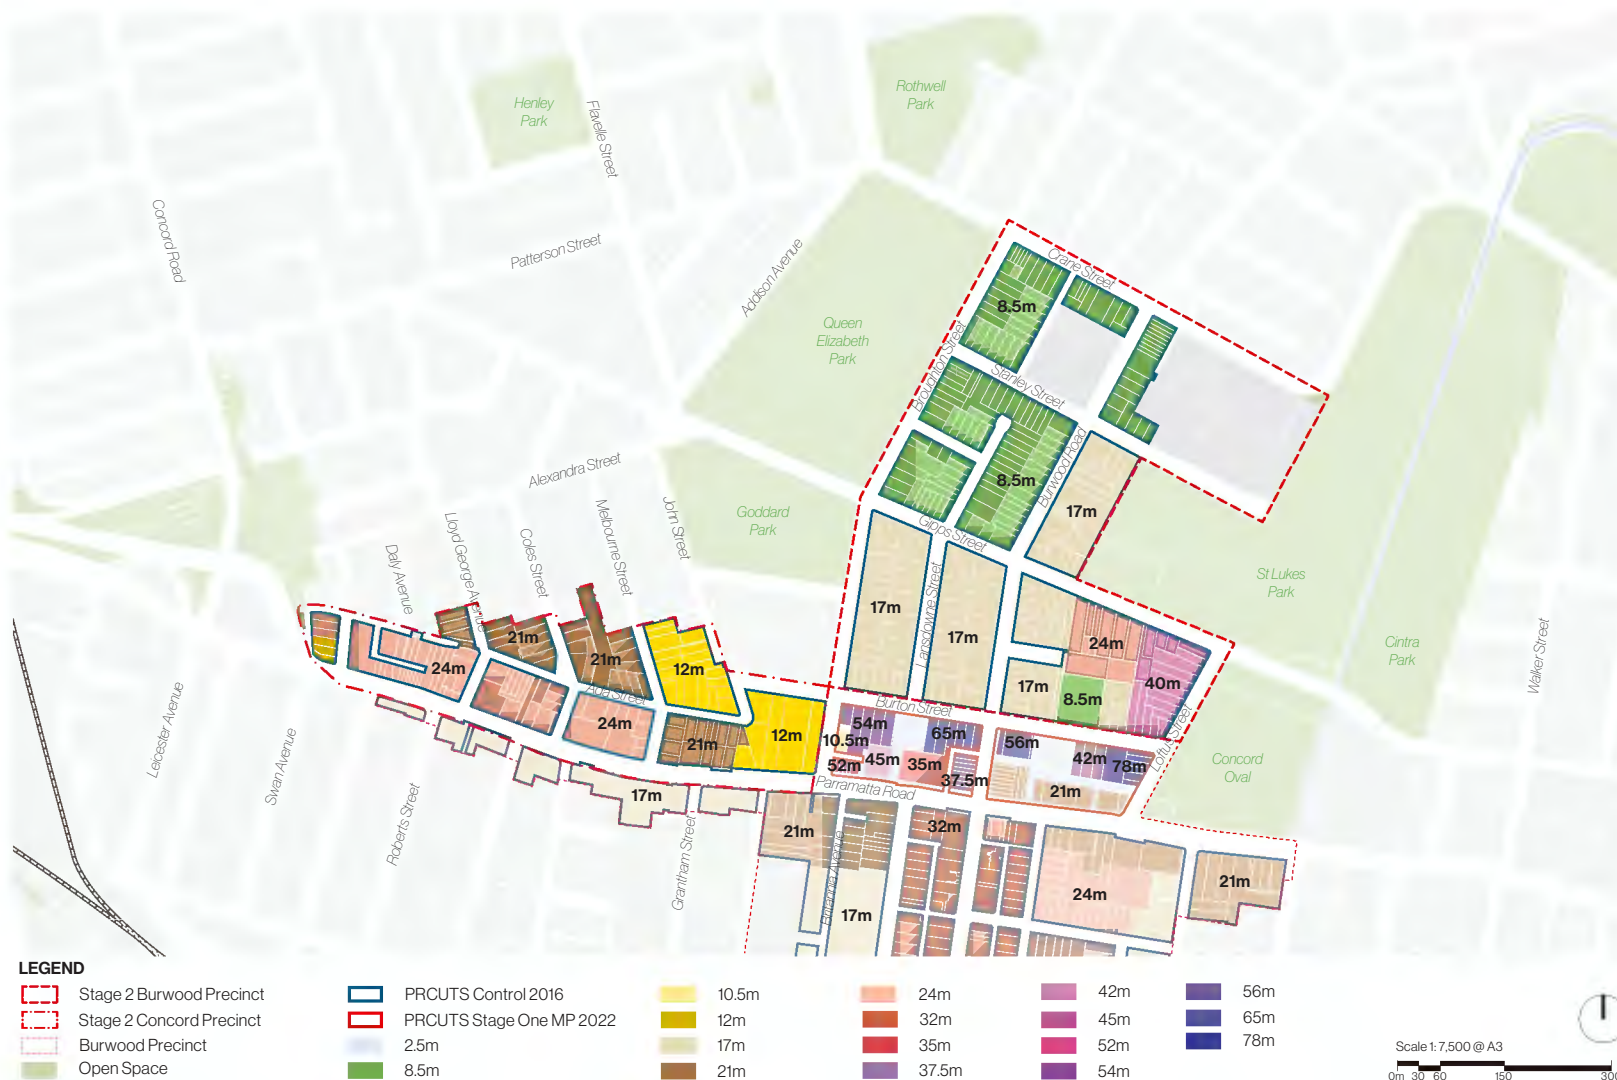 Henley
Park
Flavelle Street
Rothwell
Park
Concord Road
Patterson Street
Addison Avenue
Crane Street
8.5m
Queen
Elizabeth
Park
Broughton Street
Stanley Street
Alexandra Street
8.5m
Burwood Road
17m
Melbourne Street
John Street
Goddard
Park
Lloyd George Avenue
Coles Street
Daly Avenue
Gipps Street
St Lukes
Park
17m
Lansdowne Street
17m
24m
Cintra
Park
Walker Street
21m
21m
24m
12m
17m
8.5m
40m
Ada Street
24m
21m
12m
Burton Street
54m
10.5m
52m
45m
65m
35m
37.5m
56m
42m
78m
21m
Loftus Street
Concord
Oval
Leicester Avenue
Swan Avenue
Roberts Street
17m
Grantham Street
Parramatta Road
21m
32m
Britannia Avenue
17m
24m
21m
LEGEND
Stage 2 Burwood Precinct
Stage 2 Concord Precinct
Burwood Precinct
Open Space
PRCUTS Control 2016
PRCUTS Stage One MP 2022
2.5m
8.5m
10.5m
12m
17m
21m
24m
32m
35m
37.5m
42m
45m
52m
54m
56m
65m
78m
Scale 1: 7,500 @ A3
0m 30 60 150 300